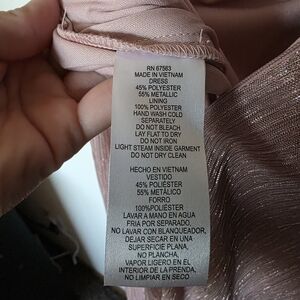 RN 67563
MADE IN VIETNAM
DRESS
45% POLYESTER
55% METALLIC
LINING
100% POLYESTER
HAND WASH COLD
SEPARATELY
DO NOT BLEACH
LAY FLAT TO DRY
DO NOT IRON
LIGHT STEAM INSIDE GARMENT
DO NOT DRY CLEAN
HECHO EN VIETNAM
VESTIDO
45% POLIÉSTER
55% METÁLICO
FORRO
100%POLIÉSTER
LAVAR A MANO EN AGUA
FRIA POR SEPARADO,
NO LAVAR CON BLANQUEADOR,
DEJAR SECAR EN UNA
SUPERFICIE PLANA,
NO PLANCHA,
VAPOR LIGERO EN EL
INTERIOR DE LA PRENDA,
NO LIMPIAR EN SECO